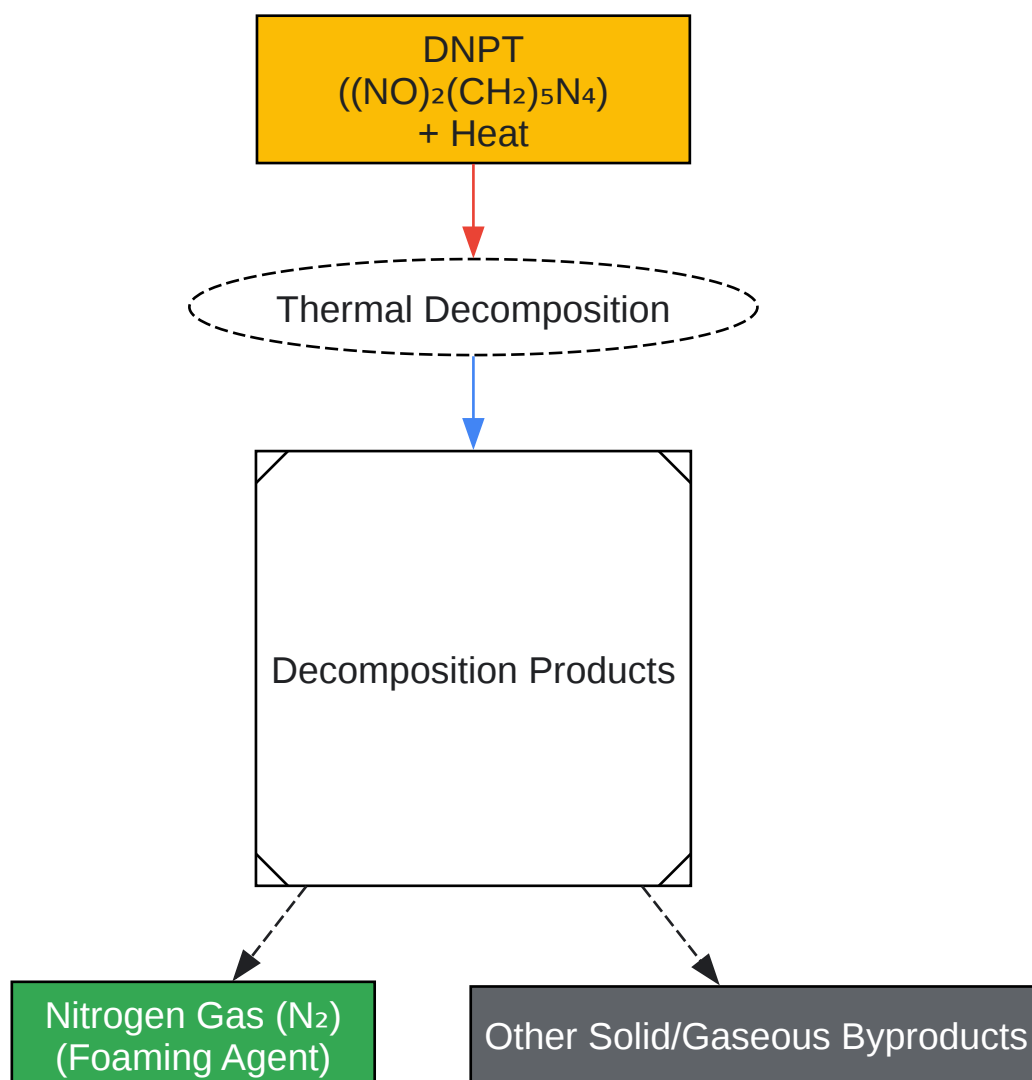 DNPT
((NO)₂(CH₂)₅N₄)
+ Heat
Thermal Decomposition
Decomposition Products
Nitrogen Gas (N₂)
(Foaming Agent)
Other Solid/Gaseous Byproducts